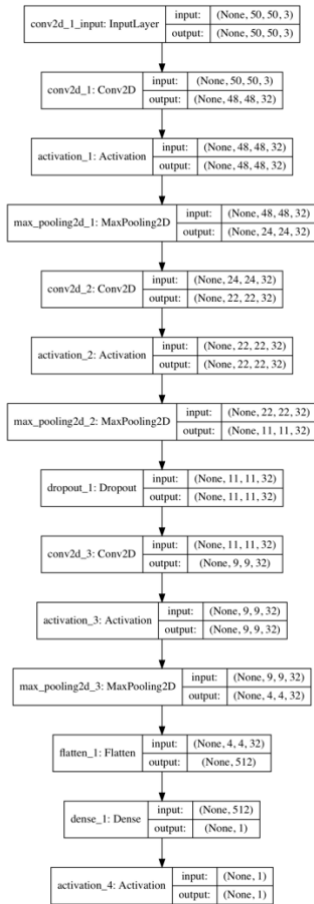 conv2d_1_input: InputLayer
input: (None, 50, 50, 3)
output: (None, 50, 50, 3)
conv2d_1: Conv2D
input: (None, 50, 50, 3)
output: (None, 48, 48, 32)
activation_1: Activation
input: (None, 48, 48, 32)
output: (None, 48, 48, 32)
max_pooling2d_1: MaxPooling2D
input: (None, 48, 48, 32)
output: (None, 24, 24, 32)
conv2d_2: Conv2D
input: (None, 24, 24, 32)
output: (None, 22, 22, 32)
activation_2: Activation
input: (None, 22, 22, 32)
output: (None, 22, 22, 32)
max_pooling2d_2: MaxPooling2D
input: (None, 22, 22, 32)
output: (None, 11, 11, 32)
dropout_1: Dropout
input: (None, 11, 11, 32)
output: (None, 11, 11, 32)
conv2d_3: Conv2D
input: (None, 11, 11, 32)
output: (None, 9, 9, 32)
activation_3: Activation
input: (None, 9, 9, 32)
output: (None, 9, 9, 32)
max_pooling2d_3: MaxPooling2D
input: (None, 9, 9, 32)
output: (None, 4, 4, 32)
flatten_1: Flatten
input: (None, 4, 4, 32)
output: (None, 512)
dense_1: Dense
input: (None, 512)
output: (None, 1)
activation_4: Activation
input: (None, 1)
output: (None, 1)